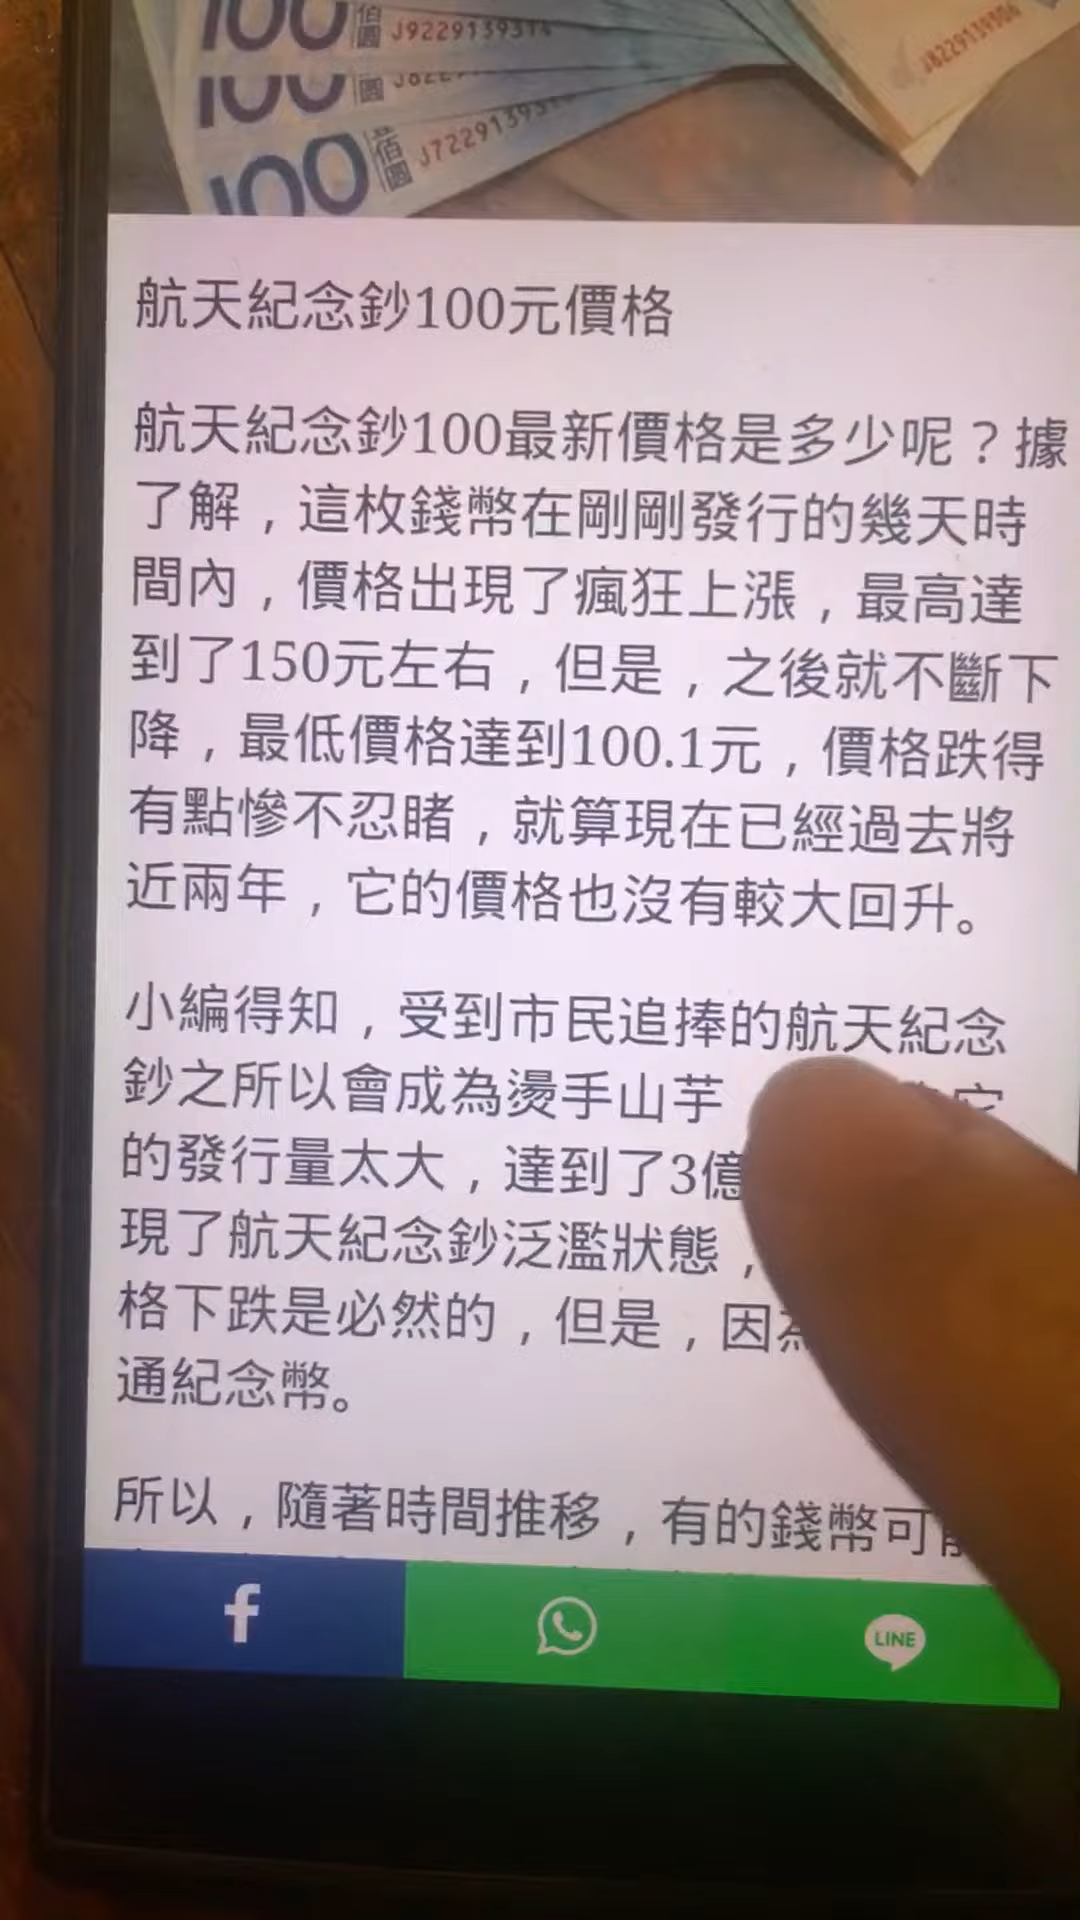 100 佰圓 J9229139314
100 圓
100 佰圓 J722913931
J8229139304
航天紀念鈔100元價格
航天紀念鈔100最新價格是多少呢？據
了解，這枚錢幣在剛剛發行的幾天時
間內，價格出現了瘋狂上漲，最高達
到了150元左右，但是，之後就不斷下
降，最低價格達到100.1元，價格跌得
有點慘不忍睹，就算現在已經過去將
近兩年，它的價格也沒有較大回升。
小編得知，受到市民追捧的航天紀念
鈔之所以會成為燙手山芋
的發行量太大，達到了3億
現了航天紀念鈔泛濫狀態，
格下跌是必然的，但是，因為
通紀念幣。
所以，隨著時間推移，有的錢幣可能
f
LINE